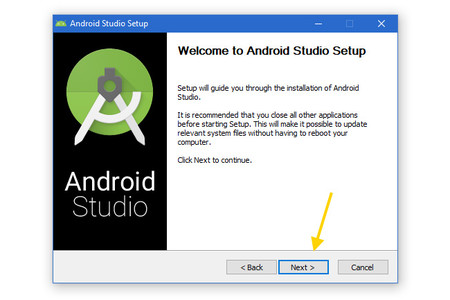 Android Studio Setup
Welcome to Android Studio Setup
Setup will guide you through the installation of Android
Studio.
It is recommended that you close all other applications
before starting Setup. This will make it possible to update
relevant system files without having to reboot your
computer.
Click Next to continue.
Android
Studio
< Back
Next >
Cancel